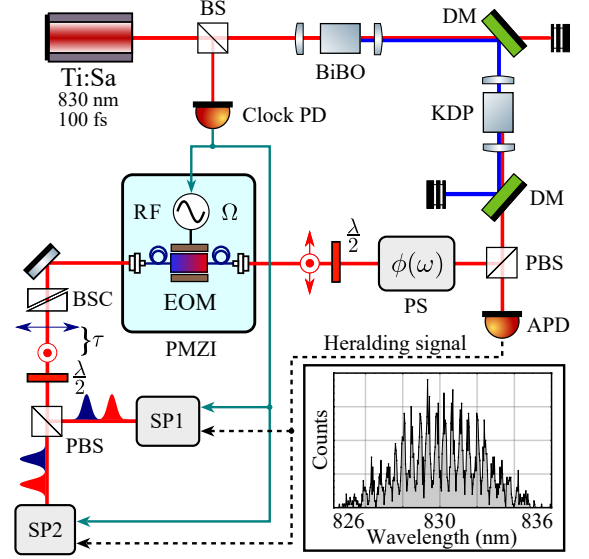 BS
DM
Ti:Sa
830 nm
100 fs
BiBO
Clock PD
KDP
RF
Ω
DM
λ/2
EOM
ϕ(ω)
PBS
BSC
PS
PMZI
APD
τ
Heralding signal
λ/2
PBS
SP1
SP2
Counts
826
830
836
Wavelength (nm)